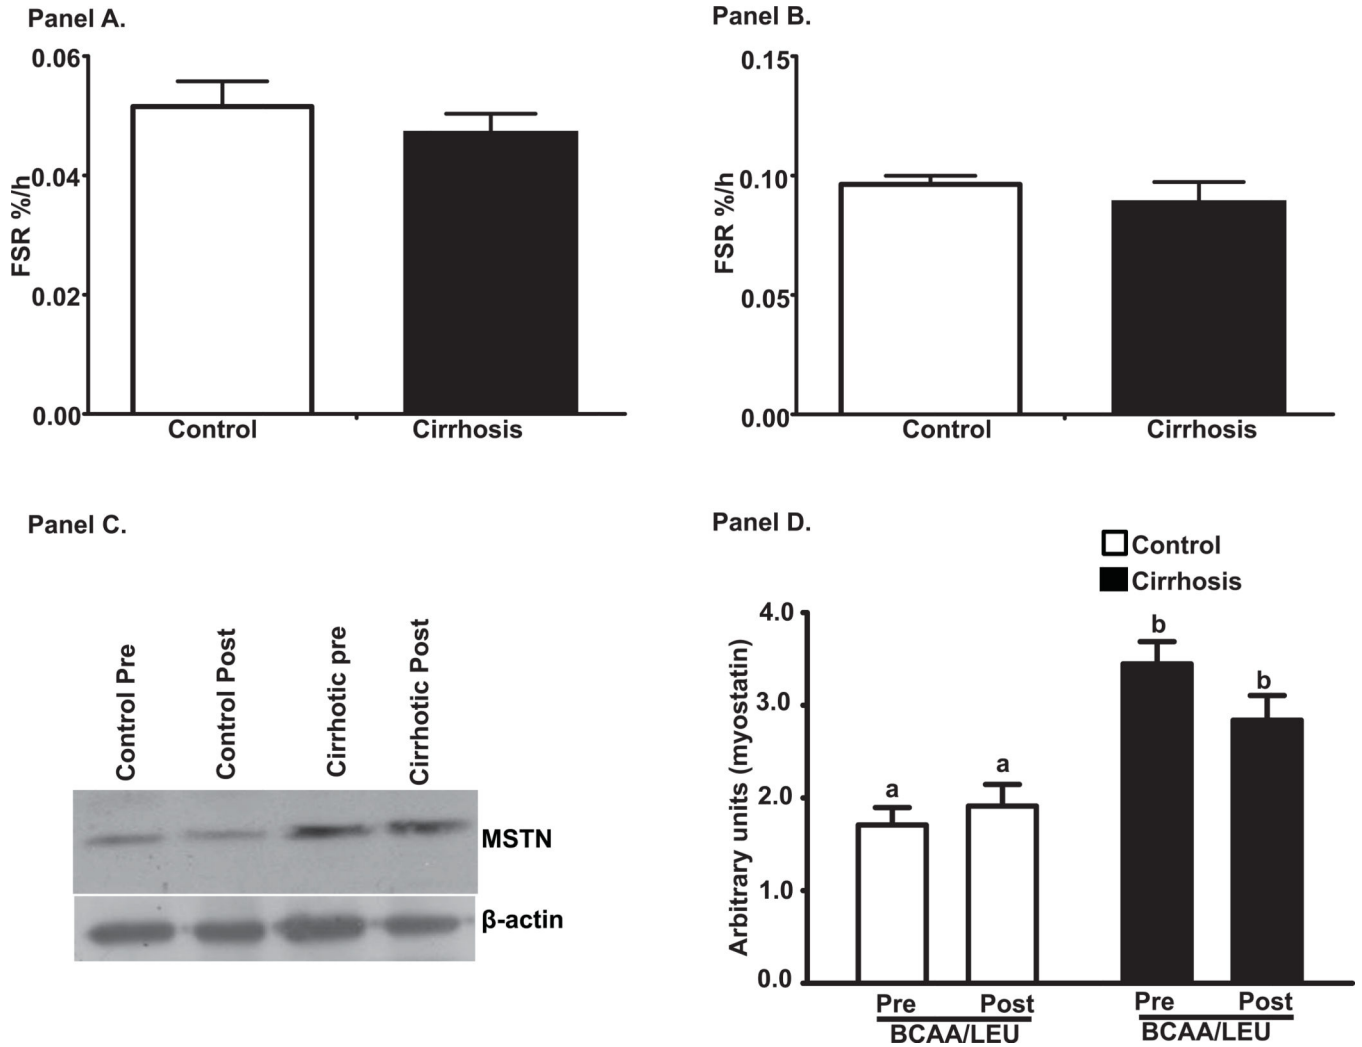 Panel A.
0.06
0.04
0.02
0.00
FSR %/h
Control
Cirrhosis
Panel B.
0.15
0.10
0.05
0.00
FSR %/h
Control
Cirrhosis
Panel C.
Control Pre
Control Post
Cirrhotic pre
Cirrhotic Post
MSTN
β-actin
Panel D.
Control
Cirrhosis
4.0
3.0
2.0
1.0
0.0
Arbitrary units (myostatin)
a
a
b
b
Pre
Post
Pre
Post
BCAA/LEU
BCAA/LEU